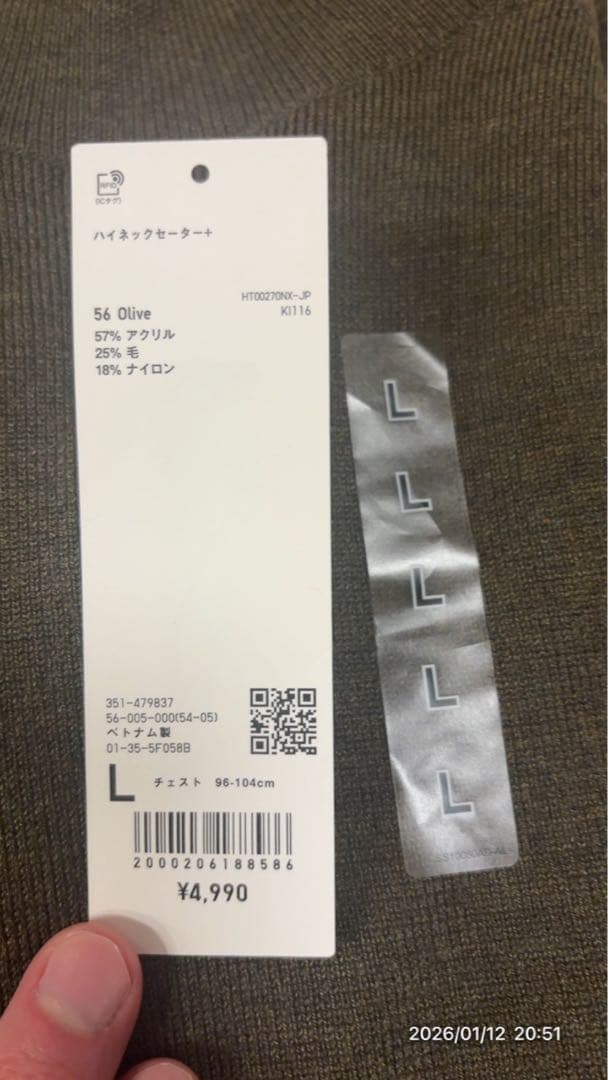 RFID
(ICタグ)
ハイネックセーター+
HT00270NX-JP
56 Olive
KI116
57% アクリル
25% 毛
18% ナイロン
351-479837
56-005-000(54-05)
ベトナム製
01-35-5F058B
L チェスト 96-104cm
2000206188586
¥4,990
L
L
L
L
L
2026/01/12 20:51